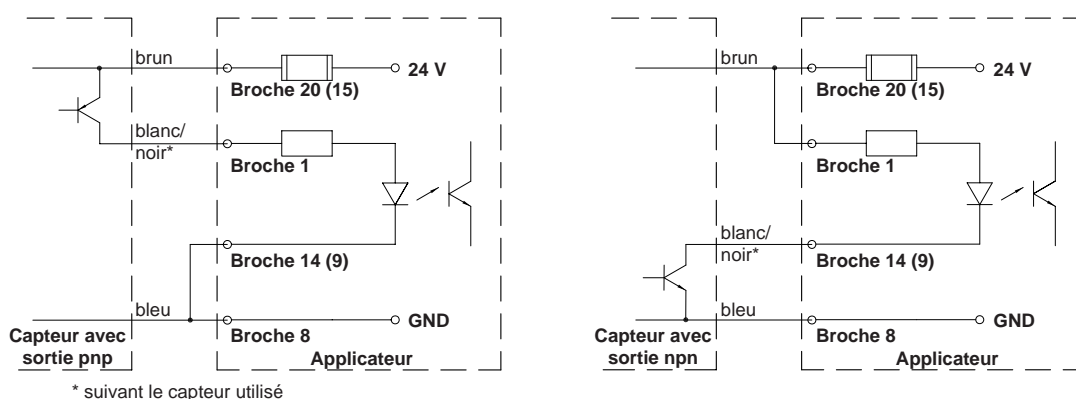 brun
24 V
Broche 20 (15)
blanc/
noir*
Broche 1
Broche 14 (9)
bleu
GND
Broche 8
Capteur avec
sortie pnp
Applicateur
* suivant le capteur utilisé
brun
24 V
Broche 20 (15)
Broche 1
blanc/
noir*
Broche 14 (9)
bleu
GND
Broche 8
Capteur avec
sortie npn
Applicateur